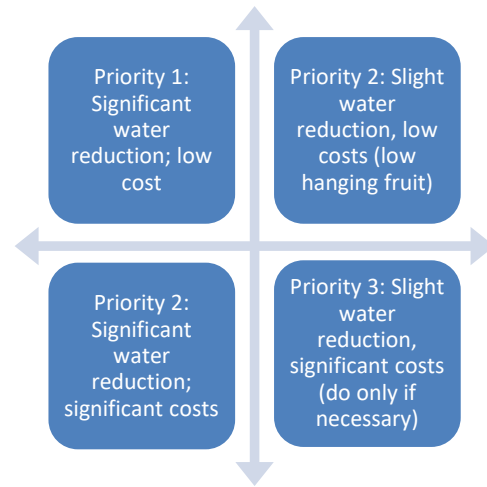 Priority 1:
Significant
water
reduction; low
cost
Priority 2: Slight
water
reduction, low
costs (low
hanging fruit)
Priority 2:
Significant
water
reduction;
significant costs
Priority 3: Slight
water
reduction,
significant costs
(do only if
necessary)